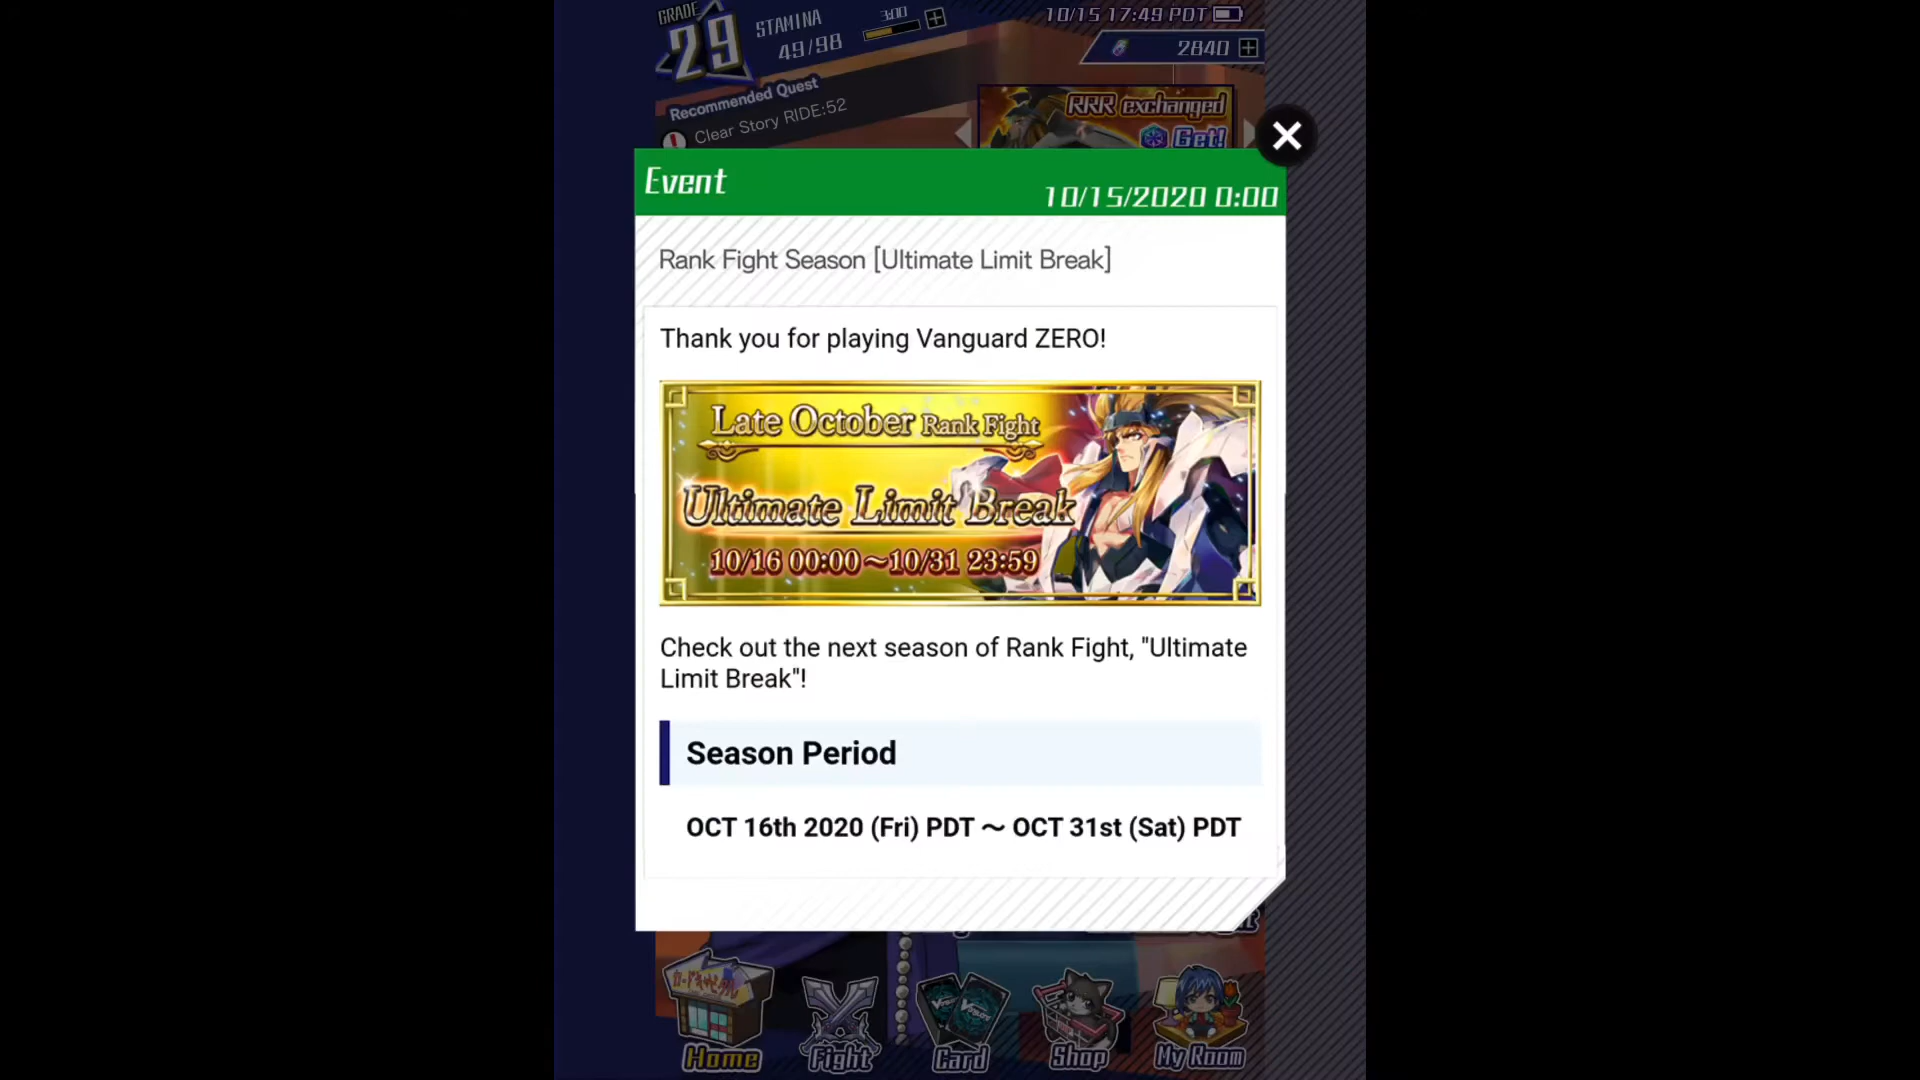 GRADE
29
STAMINA
49/98
3:00
10/15 17:49 PDT
2840
Recommended Quest
Clear Story RIDE:52
RRR exchanged
Get!
Event
10/15/2020 0:00
Rank Fight Season [Ultimate Limit Break]
Thank you for playing Vanguard ZERO!
Late October Rank Fight
Ultimate Limit Break
10/16 00:00～10/31 23:59
Check out the next season of Rank Fight, "Ultimate
Limit Break"!
Season Period
OCT 16th 2020 (Fri) PDT ～ OCT 31st (Sat) PDT
Home
Fight
Card
Shop
My Room